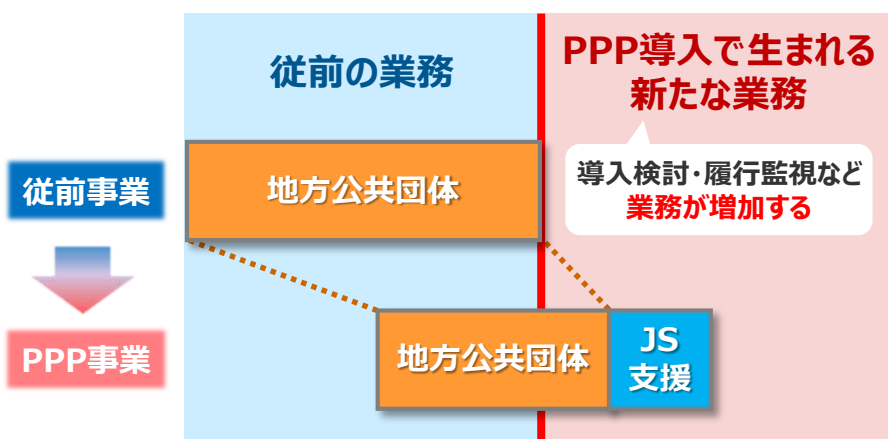 従前の業務
PPP導入で生まれる
新たな業務
従前事業
地方公共団体
導入検討・履行監視など
業務が増加する
PPP事業
地方公共団体
JS
支援